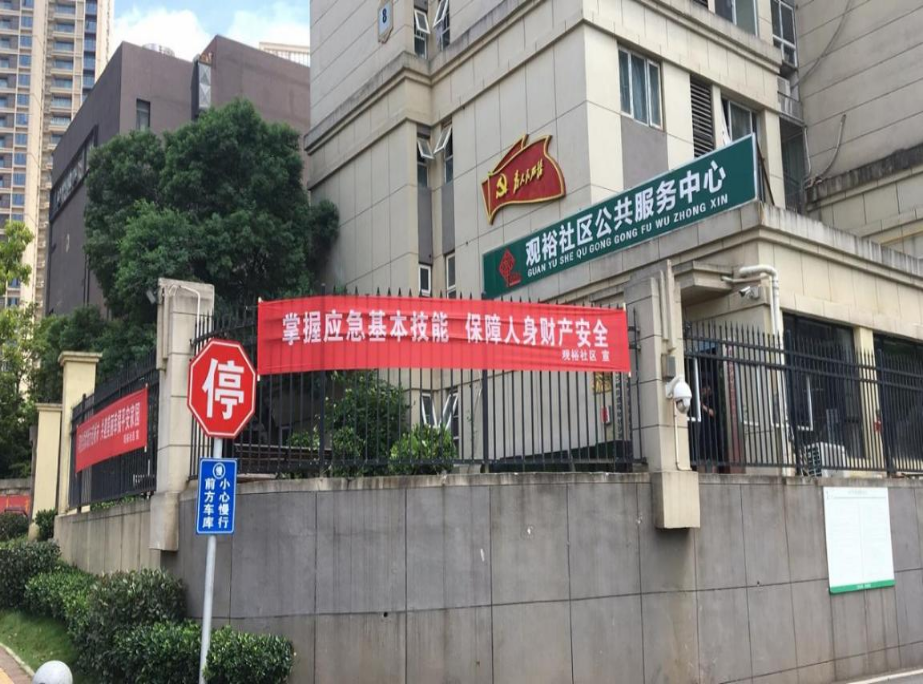 8
为人民服务
观裕社区公共服务中心
GUAN YU SHE QU GONG GONG FU WU ZHONG XIN
掌握应急基本技能 保障人身财产安全
观裕社区 宣
停
慢
小心慢行
前方车库